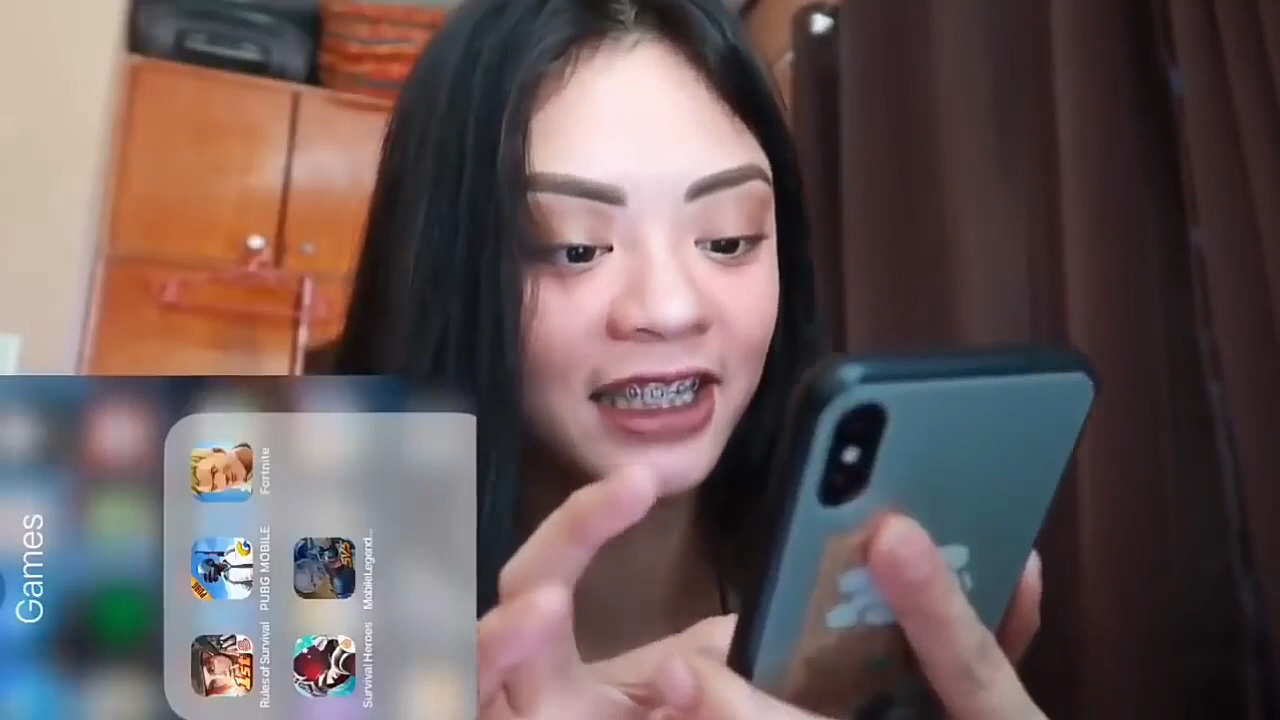 Games
Rules of Survival
PUBG MOBILE
Fortnite
Survival Heroes
MobileLegend...